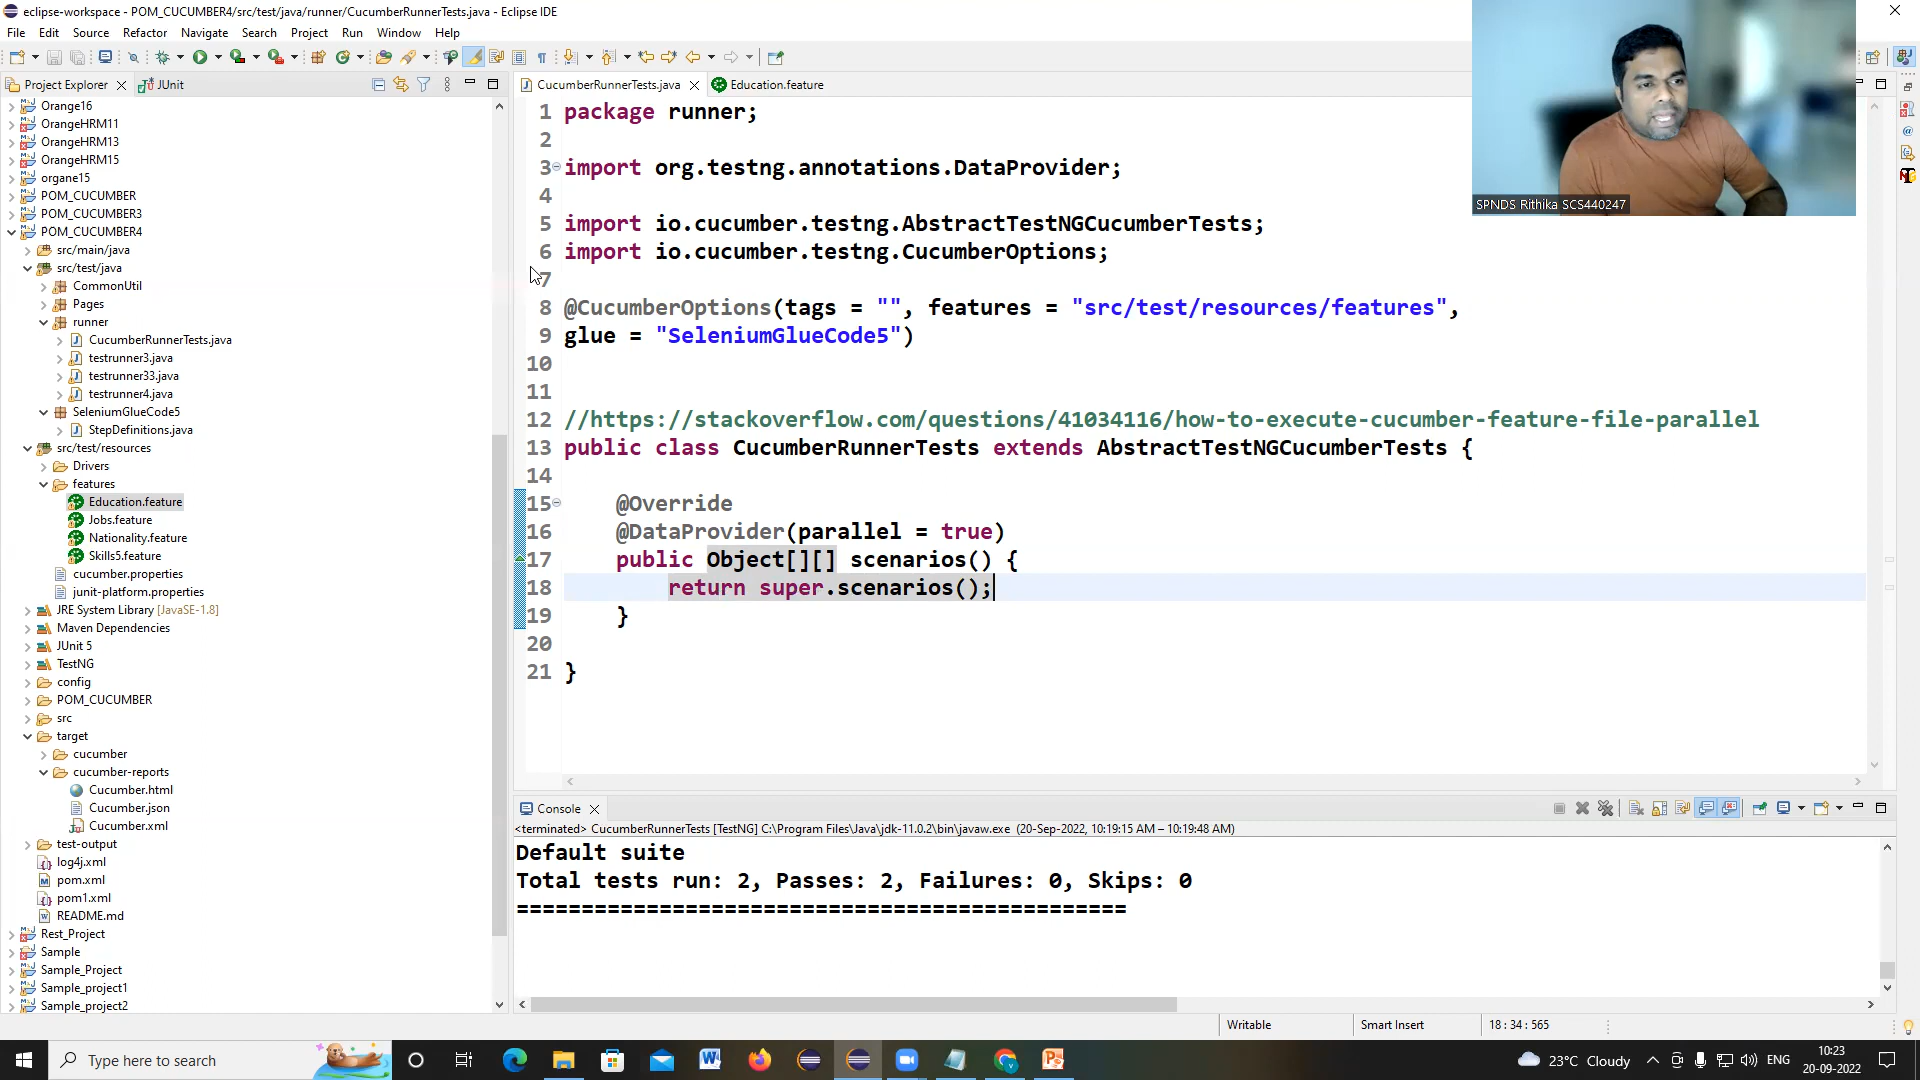 eclipse-workspace - POM_CUCUMBER4/src/test/java/runner/CucumberRunnerTests.java - Eclipse IDE
File Edit Source Refactor Navigate Search Project Run Window Help
Project Explorer JUnit
Orange16
OrangeHRM11
OrangeHRM13
OrangeHRM15
organe15
POM_CUCUMBER
POM_CUCUMBER3
POM_CUCUMBER4
src/main/java
src/test/java
CommonUtil
Pages
runner
CucumberRunnerTests.java
testrunner3.java
testrunner33.java
testrunner4.java
SeleniumGlueCode5
StepDefinitions.java
src/test/resources
Drivers
features
Education.feature
Jobs.feature
Nationality.feature
Skills5.feature
cucumber.properties
junit-platform.properties
JRE System Library [JavaSE-1.8]
Maven Dependencies
JUnit 5
TestNG
config
POM_CUCUMBER
src
target
cucumber
cucumber-reports
Cucumber.html
Cucumber.json
Cucumber.xml
test-output
log4j.xml
pom.xml
pom1.xml
README.md
Rest_Project
Sample
Sample_Project
Sample_project1
Sample_project2
CucumberRunnerTests.java Education.feature
1 package runner;
2
3 import org.testng.annotations.DataProvider;
4
5 import io.cucumber.testng.AbstractTestNGCucumberTests;
6 import io.cucumber.testng.CucumberOptions;
7
8 @CucumberOptions(tags = "", features = "src/test/resources/features",
9 glue = "SeleniumGlueCode5")
10
11
12 //https://stackoverflow.com/questions/41034116/how-to-execute-cucumber-feature-file-parallel
13 public class CucumberRunnerTests extends AbstractTestNGCucumberTests {
14
15 @Override
16 @DataProvider(parallel = true)
17 public Object[][] scenarios() {
18 return super.scenarios();
19 }
20
21 }
SPNDS Rithika SCS440247
Console
<terminated> CucumberRunnerTests [TestNG] C:\Program Files\Java\jdk-11.0.2\bin\javaw.exe (20-Sep-2022, 10:19:15 AM – 10:19:48 AM)
Default suite
Total tests run: 2, Passes: 2, Failures: 0, Skips: 0
===============================================
Writable Smart Insert 18 : 34 : 565
Type here to search
23°C Cloudy ENG
10:23
20-09-2022